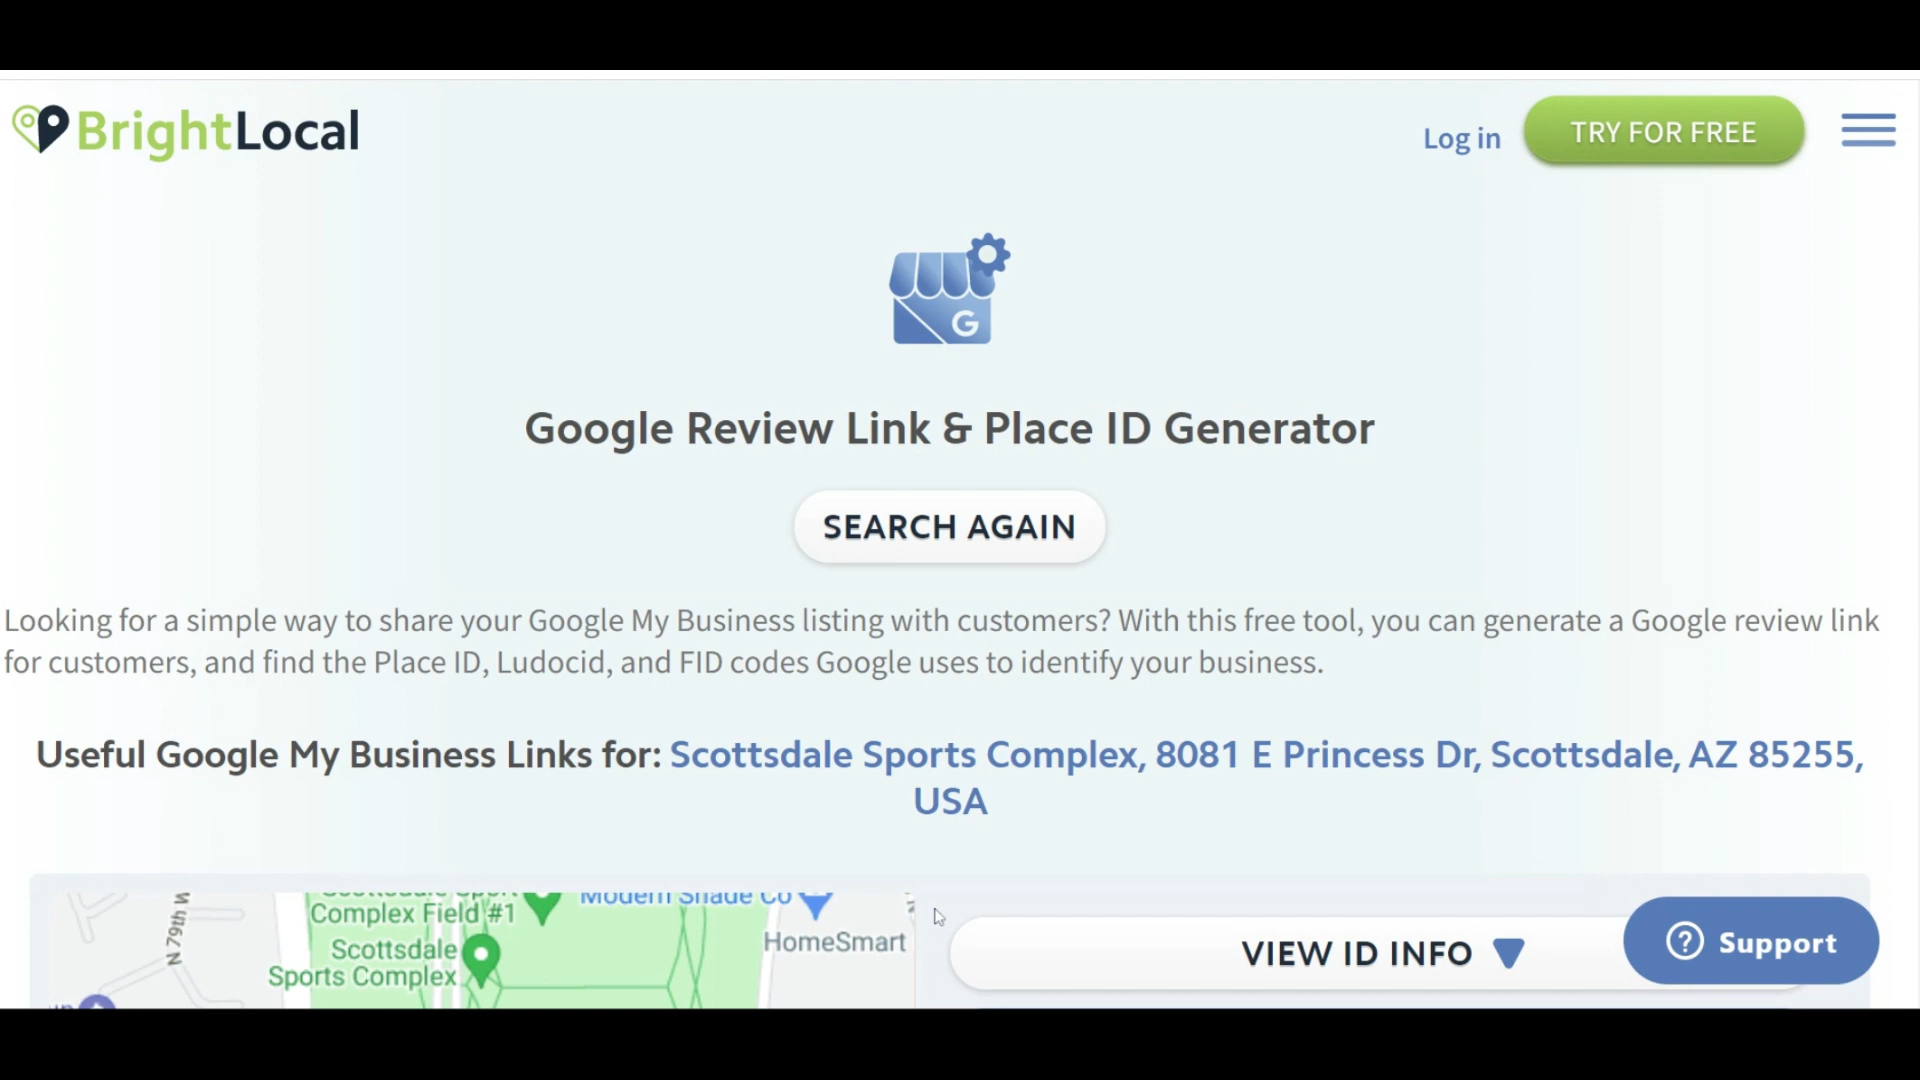 BrightLocal
Log in
TRY FOR FREE
G
Google Review Link & Place ID Generator
SEARCH AGAIN
Looking for a simple way to share your Google My Business listing with customers? With this free tool, you can generate a Google review link
for customers, and find the Place ID, Ludocid, and FID codes Google uses to identify your business.
Useful Google My Business Links for: Scottsdale Sports Complex, 8081 E Princess Dr, Scottsdale, AZ 85255,
USA
N 79th W
Complex Field #1
Modern Shade Co
HomeSmart
Scottsdale
Sports Complex
VIEW ID INFO
? Support